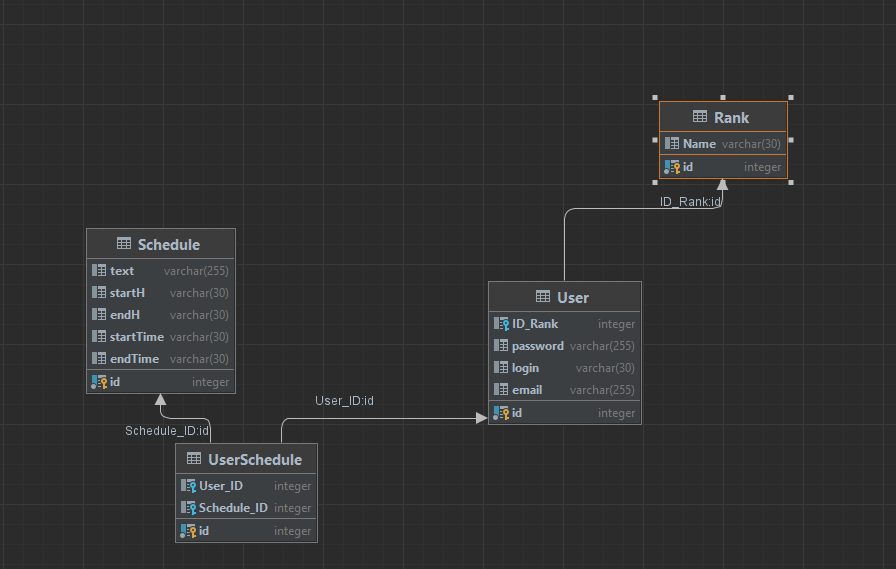 Rank
Name varchar(30)
id integer
ID_Rank:id
Schedule
text varchar(255)
startH varchar(30)
endH varchar(30)
startTime varchar(30)
endTime varchar(30)
id integer
User
ID_Rank integer
password varchar(255)
login varchar(30)
email varchar(255)
id integer
User_ID:id
Schedule_ID:id
UserSchedule
User_ID integer
Schedule_ID integer
id integer